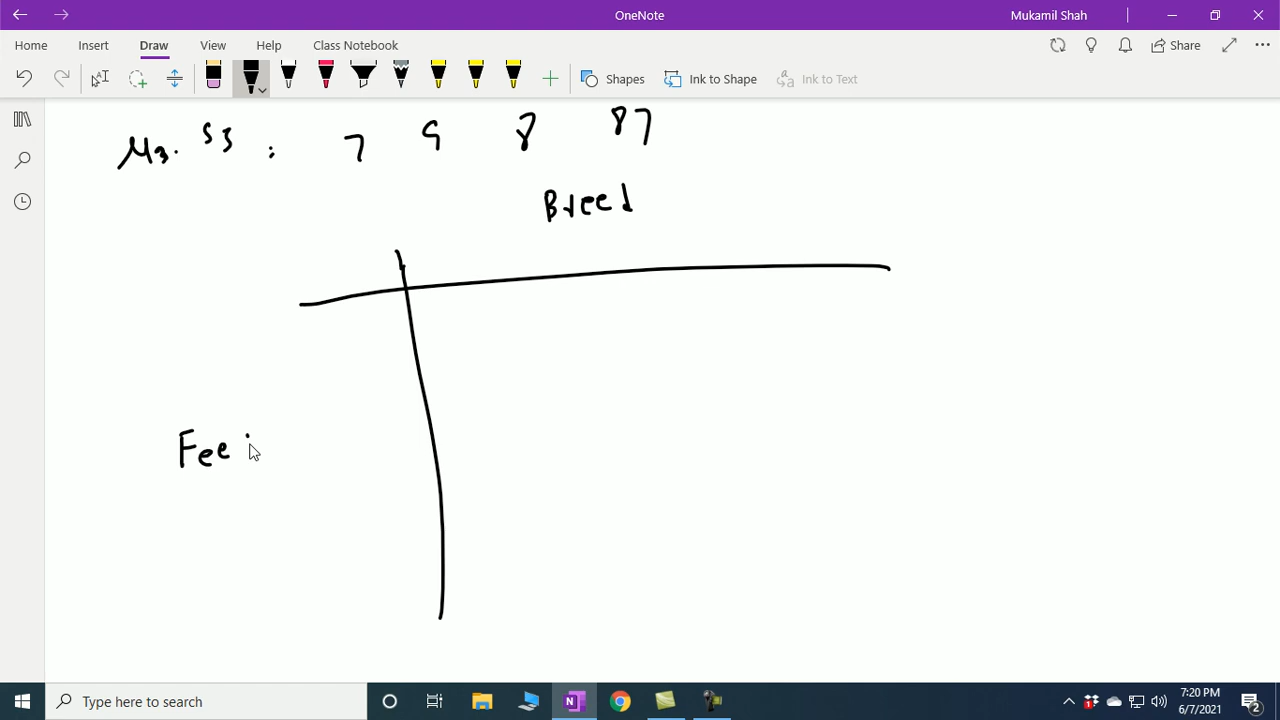 OneNote
Mukamil Shah
Home Insert Draw View Help Class Notebook
Share
Shapes Ink to Shape Ink to Text
53 : 7 9 8 87
Breed
Fee
Type here to search
7:20 PM
6/7/2021
2